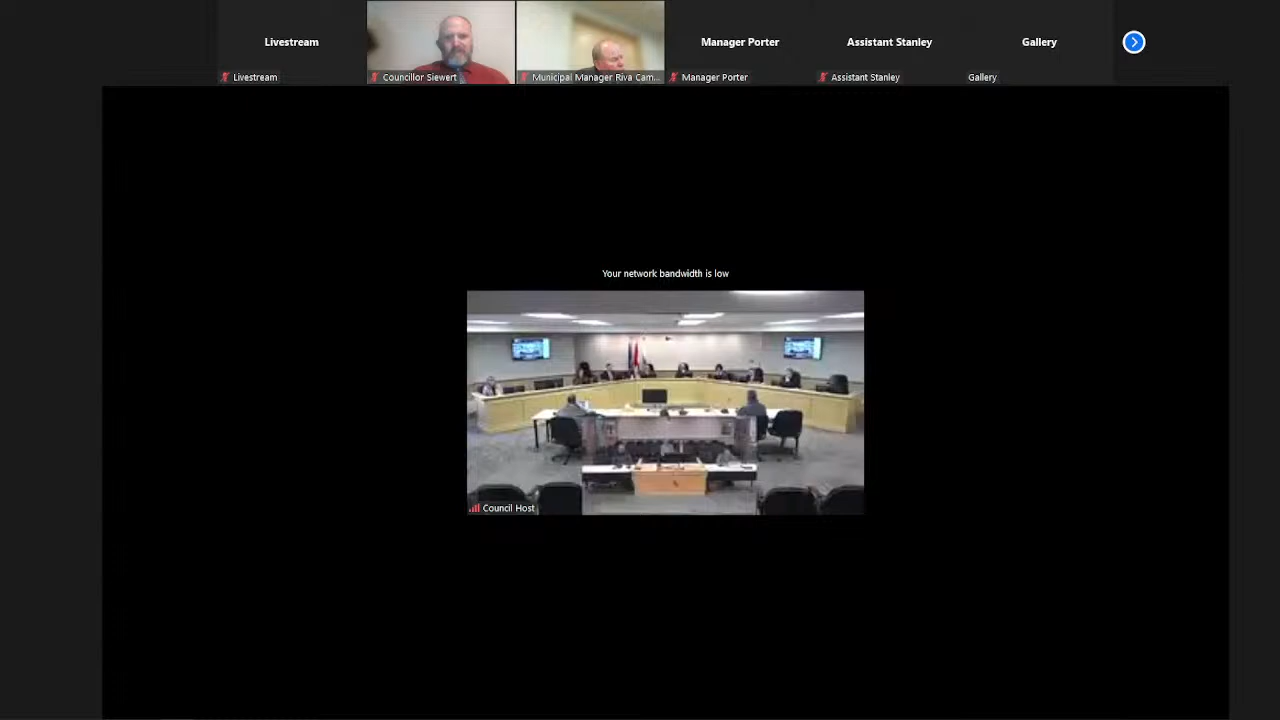 Livestream
Manager Porter
Assistant Stanley
Gallery
Livestream
Councillor Siewert
Municipal Manager Riva Cam...
Manager Porter
Assistant Stanley
Gallery
Your network bandwidth is low
Council Host